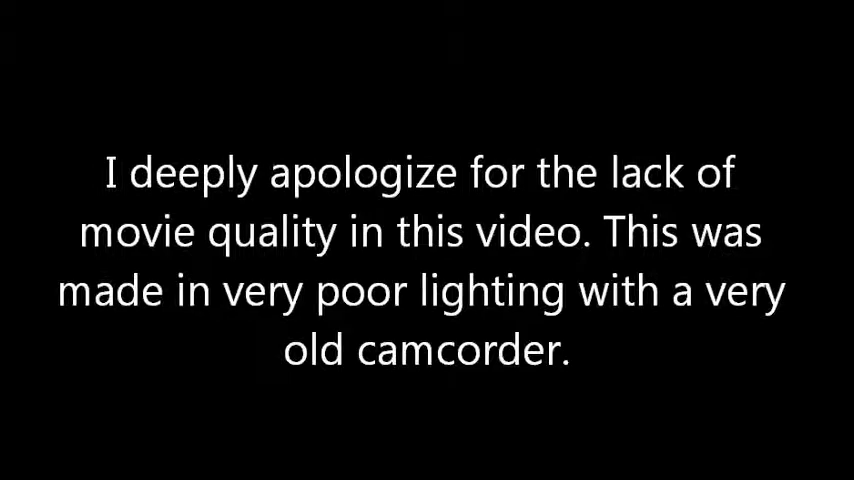 I deeply apologize for the lack of
movie quality in this video. This was
made in very poor lighting with a very
old camcorder.